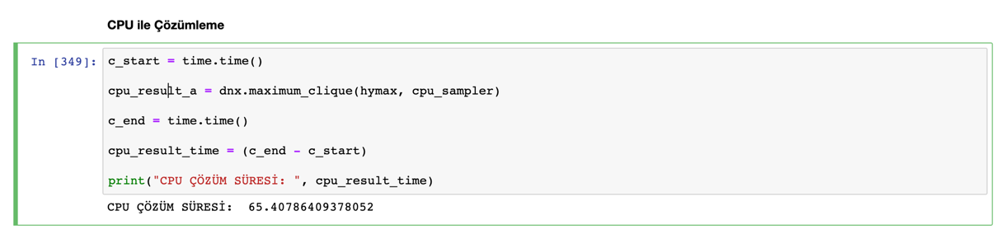 CPU ile Çözümleme
In [349]: c_start = time.time()
cpu_result_a = dnx.maximum_clique(hymax, cpu_sampler)
c_end = time.time()
cpu_result_time = (c_end - c_start)
print("CPU ÇÖZÜM SÜRESİ: ", cpu_result_time)
CPU ÇÖZÜM SÜRESİ:  65.40786409378052